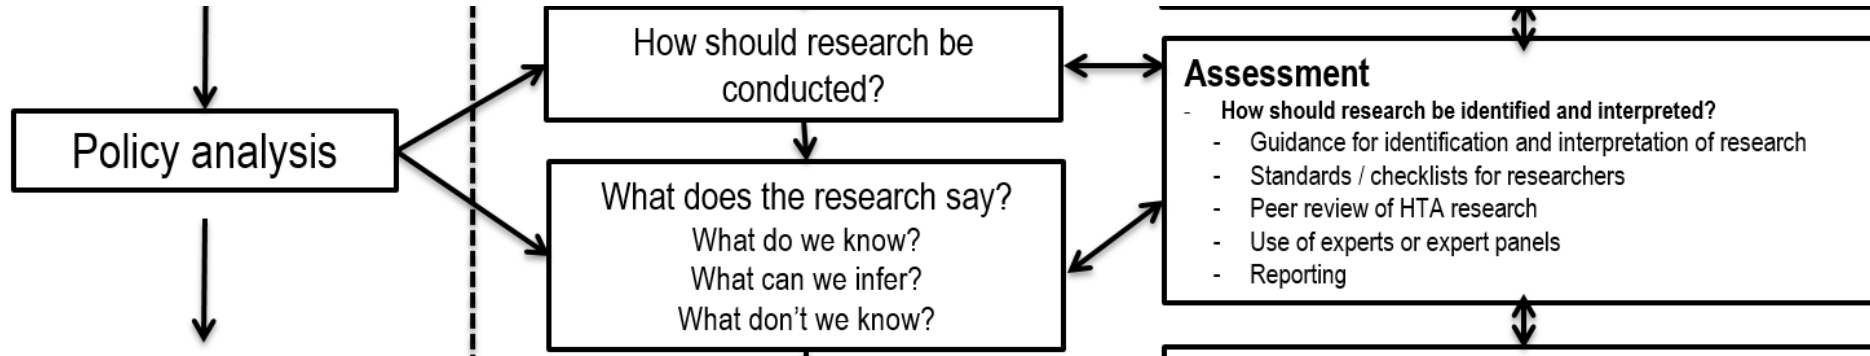 Policy analysis
How should research be
conducted?
What does the research say?
What do we know?
What can we infer?
What don't we know?
Assessment
- How should research be identified and interpreted?
- Guidance for identification and interpretation of research
- Standards / checklists for researchers
- Peer review of HTA research
- Use of experts or expert panels
- Reporting